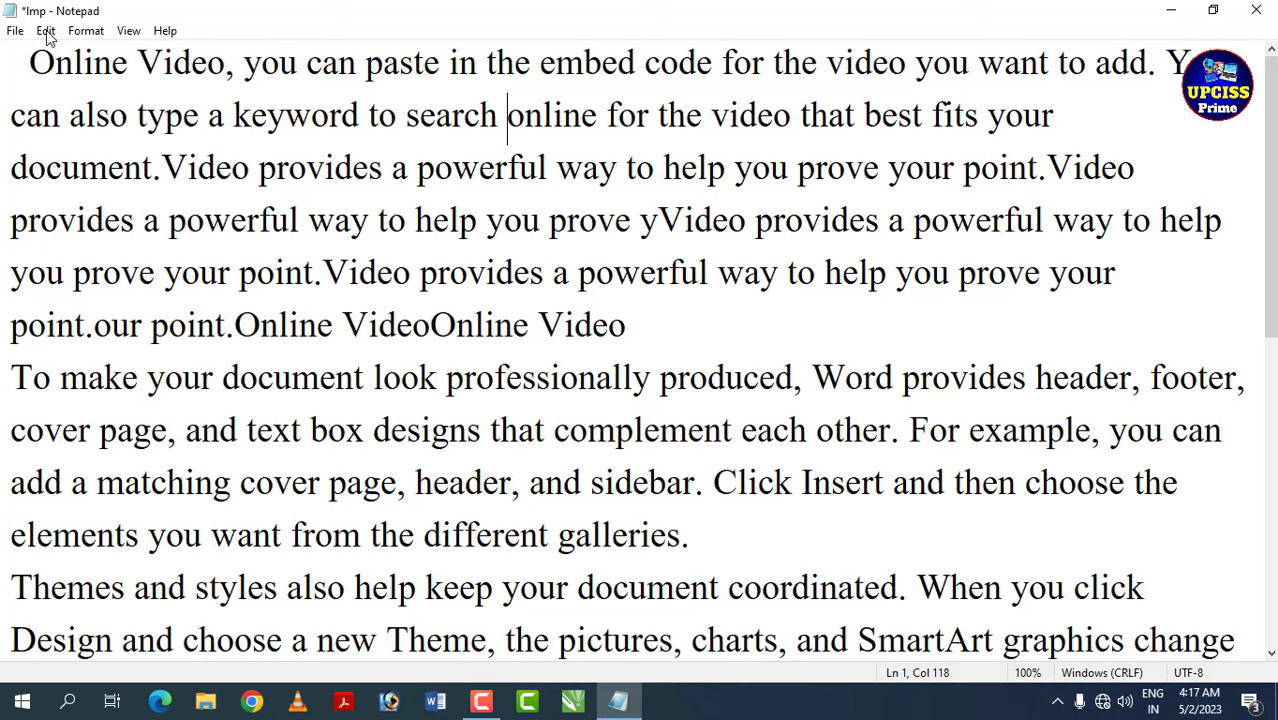 *Imp - Notepad
File Edit Format View Help
Online Video, you can paste in the embed code for the video you want to add. Y
can also type a keyword to search online for the video that best fits your
document.Video provides a powerful way to help you prove your point.Video
provides a powerful way to help you prove yVideo provides a powerful way to help
you prove your point.Video provides a powerful way to help you prove your
point.our point.Online VideoOnline Video
To make your document look professionally produced, Word provides header, footer,
cover page, and text box designs that complement each other. For example, you can
add a matching cover page, header, and sidebar. Click Insert and then choose the
elements you want from the different galleries.
Themes and styles also help keep your document coordinated. When you click
Design and choose a new Theme, the pictures, charts, and SmartArt graphics change
UPCISS
Prime
Ln 1, Col 118 100% Windows (CRLF) UTF-8
ENG 4:17 AM
IN 5/2/2023 3